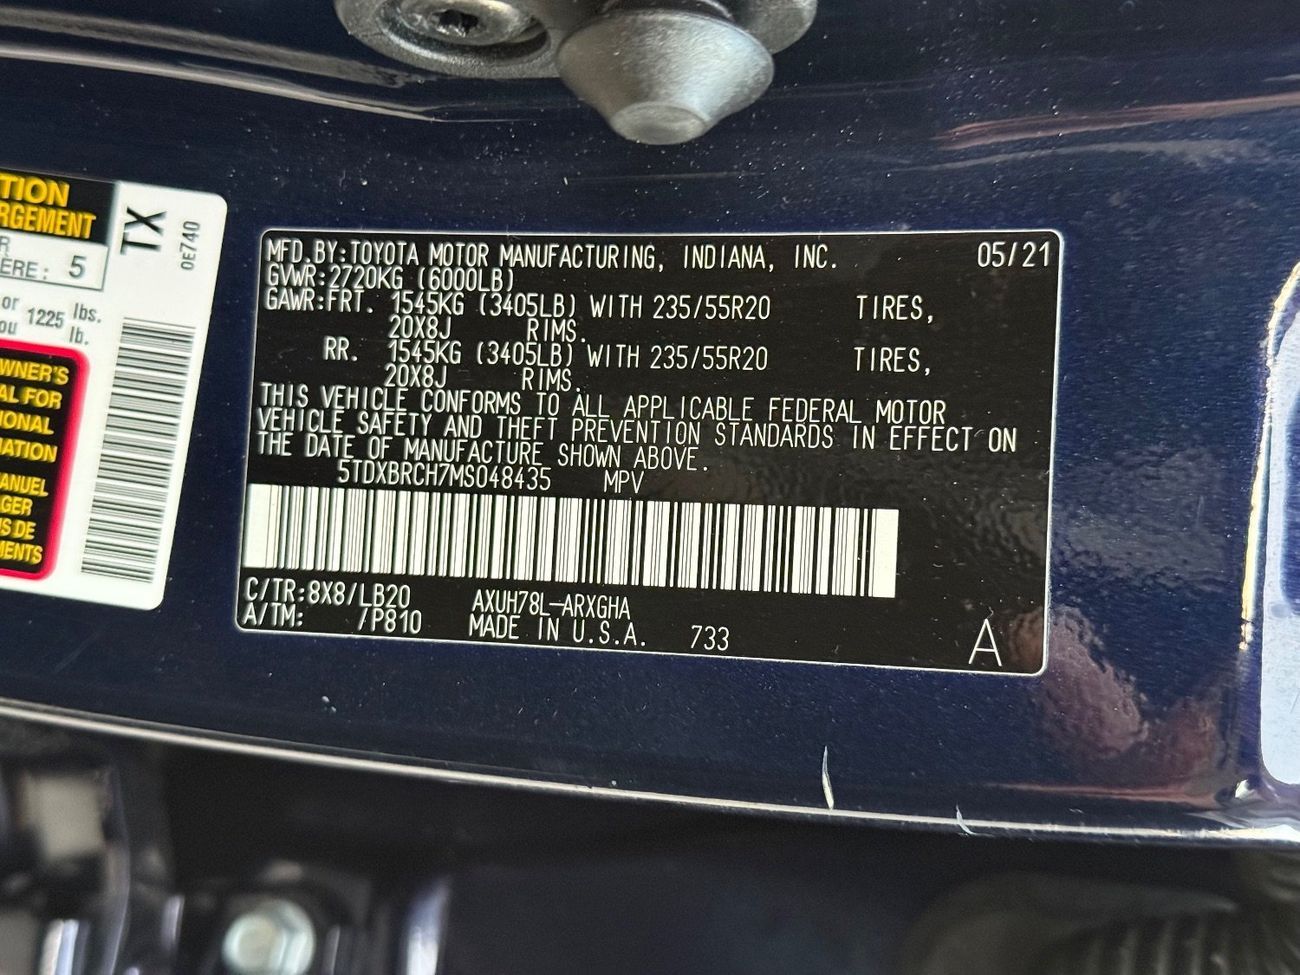 TION
RGEMENT
R
ÈRE: 5
or
ou 1225 lbs.
lb.
WNER'S
AL FOR
IONAL
MATION
ANUEL
GER
S DE
MENTS
TX
0E740
MFD.BY:TOYOTA MOTOR MANUFACTURING, INDIANA, INC. 05/21
GVWR:2720KG (6000LB)
GAWR:FRT. 1545KG (3405LB) WITH 235/55R20 TIRES,
20X8J RIMS.
RR. 1545KG (3405LB) WITH 235/55R20 TIRES,
20X8J RIMS.
THIS VEHICLE CONFORMS TO ALL APPLICABLE FEDERAL MOTOR
VEHICLE SAFETY AND THEFT PREVENTION STANDARDS IN EFFECT ON
THE DATE OF MANUFACTURE SHOWN ABOVE.
5TDXBRCH7MS048435 MPV
C/TR:8X8/LB20 AXUH78L-ARXGHA
A/TM: /P810 MADE IN U.S.A. 733
A